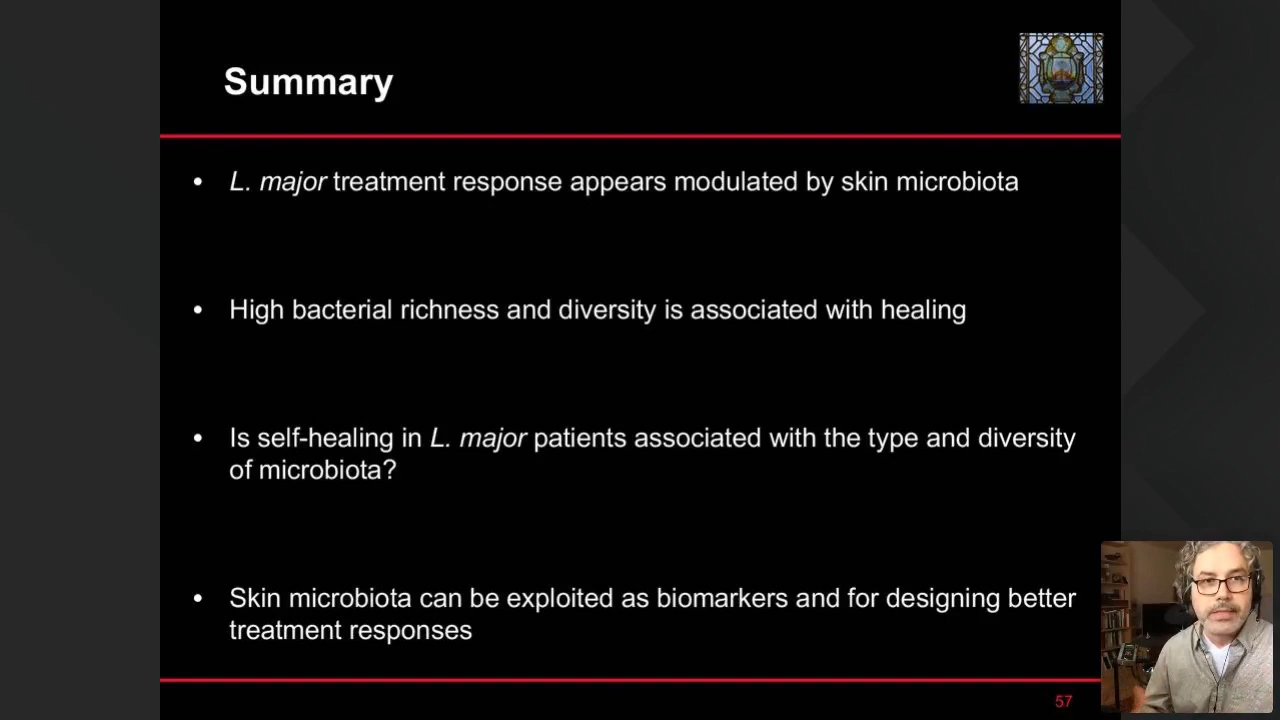 Summary
• L. major treatment response appears modulated by skin microbiota
• High bacterial richness and diversity is associated with healing
• Is self-healing in L. major patients associated with the type and diversity
of microbiota?
• Skin microbiota can be exploited as biomarkers and for designing better
treatment responses
57